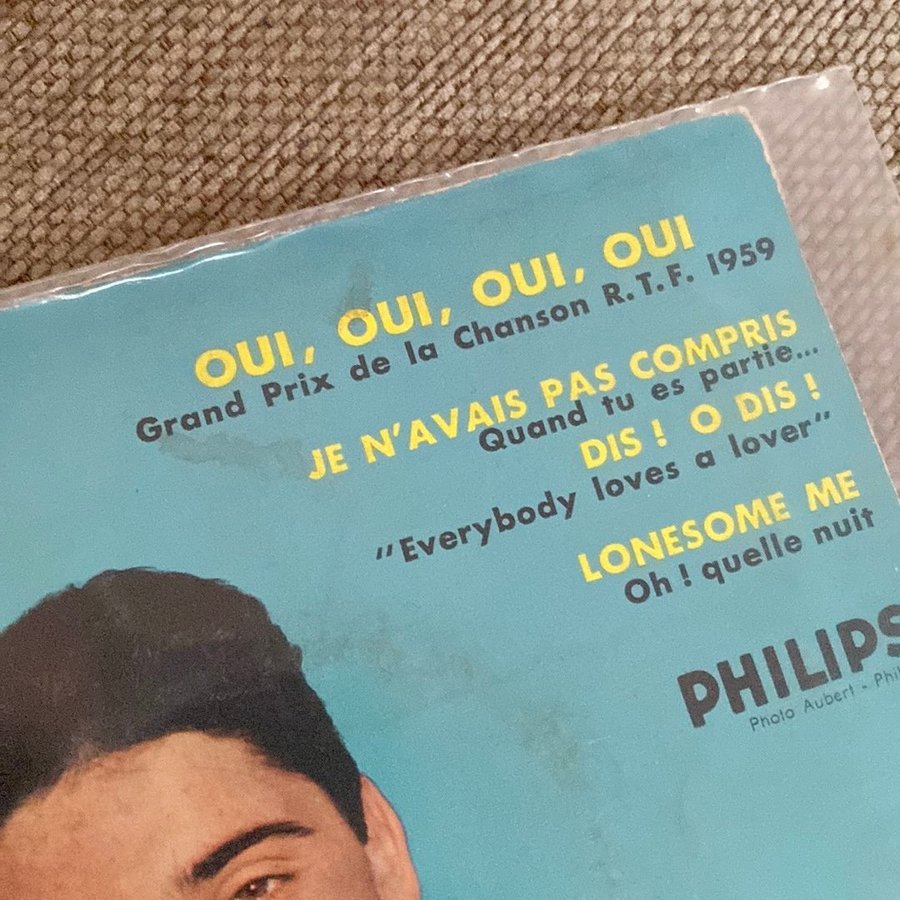 OUI, OUI, OUI, OUI
Grand Prix de la Chanson R.T.F. 1959
JE N'AVAIS PAS COMPRIS
Quand tu es partie...
DIS ! O DIS !
"Everybody loves a lover"
LONESOME ME
Oh ! quelle nuit
PHILIPS
Photo Aubert - Phil